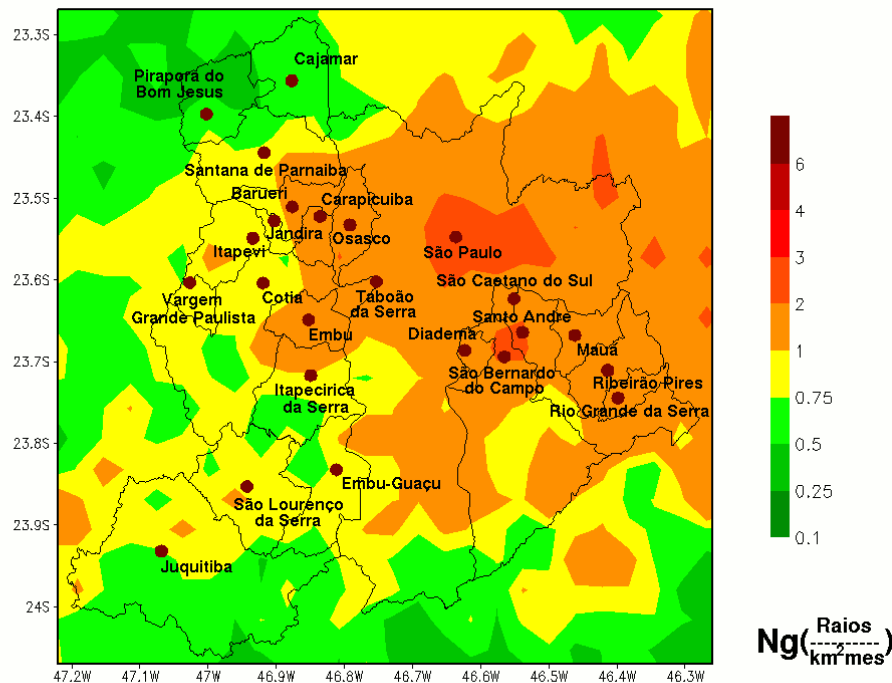 23.3S
Cajamar
Pirapora do
Bom Jesus
23.4S
6
Santana de Parnaiba
23.5S
Barueri
Carapicuiba
4
Jandira
Osasco
Itapevi
São Paulo
3
23.6S
São Caetano do Sul
Vargem
Grande Paulista
Cotia
Taboão
da Serra
2
Santo Andre
Embu
Diadema
Mauá
1
23.7S
São Bernardo
do Campo
Ribeirão Pires
Itapecirica
da Serra
Rio Grande da Serra
0.75
23.8S
0.5
Embu-Guaçu
0.25
São Lourenço
da Serra
23.9S
0.1
Juquitiba
24S
Ng(Raios
--------
km²mes)
47.2W 47.1W 47W 46.9W 46.8W 46.7W 46.6W 46.5W 46.4W 46.3W